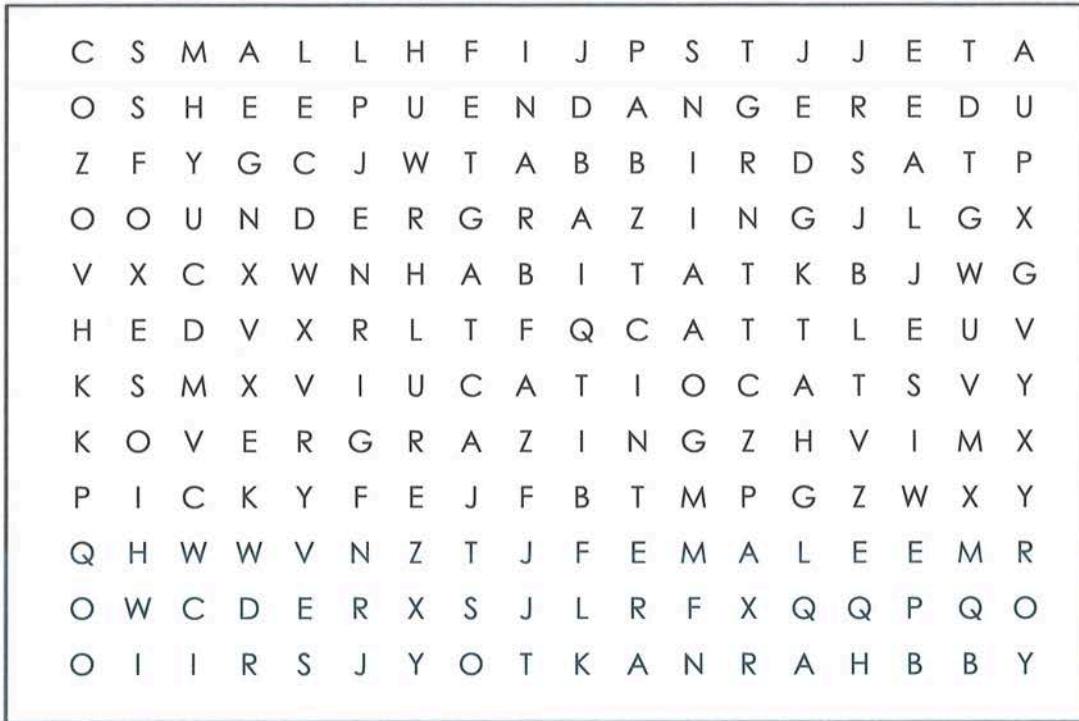 C S M A L L H F I J P S T J J E T A
O S H E E P U E N D A N G E R E D U
Z F Y G C J W T A B B I R D S A T P
O O U N D E R G R A Z I N G J L G X
V X C X W N H A B I T A T K B J W G
H E D V X R L T F Q C A T T L E U V
K S M X V I U C A T I O C A T S V Y
K O V E R G R A Z I N G Z H V I M X
P I C K Y F E J F B T M P G Z W X Y
Q H W W V N Z T J F E M A L E E M R
O W C D E R X S J L R F X Q Q P Q O
O I I R S J Y O T K A N R A H B B Y